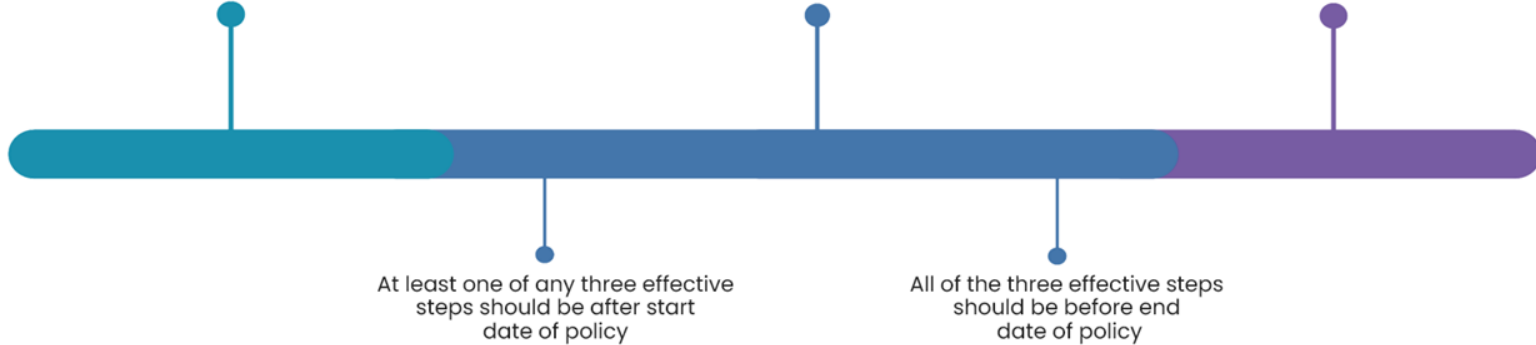 At least one of any three effective
steps should be after start
date of policy
All of the three effective steps
should be before end
date of policy